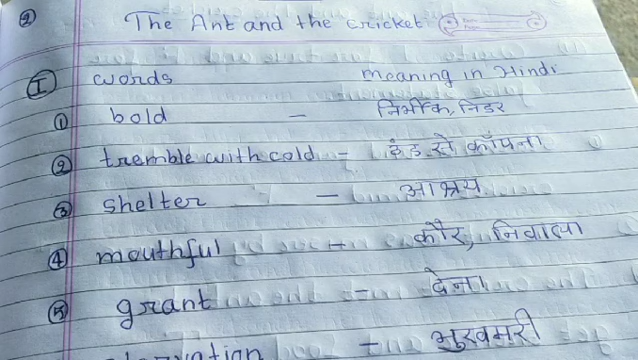 ② The Ant and the Cricket
Ⓘ words meaning in Hindi
① bold - निर्भीक, निडर
② tremble with cold - ठंड से काँपना
③ shelter - आश्रय
④ mouthful - कौर, निवाला
⑤ grant - देना
starvation - भुखमरी